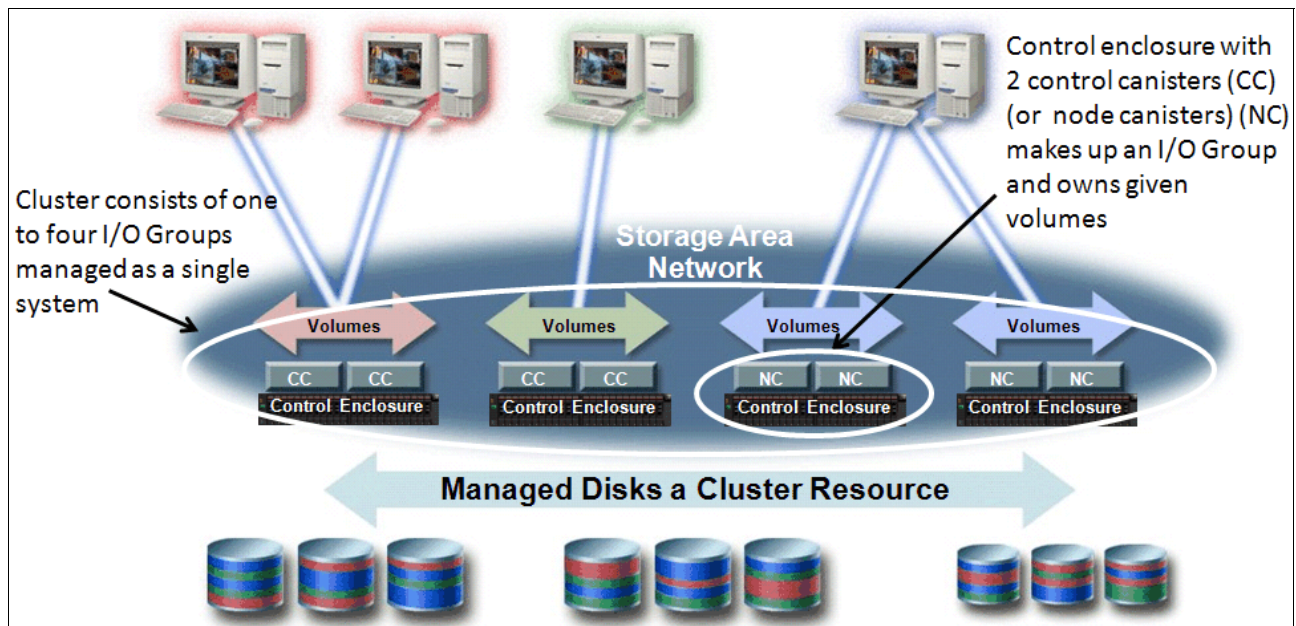 Control enclosure with
2 control canisters (CC)
(or node canisters) (NC)
makes up an I/O Group
and owns given
volumes
Cluster consists of one
to four I/O Groups
managed as a single
system
Storage Area
Network
Volumes
Volumes
Volumes
Volumes
CC CC
CC CC
NC NC
NC NC
Control Enclosure
Control Enclosure
Control Enclosure
Control Enclosure
Managed Disks a Cluster Resource